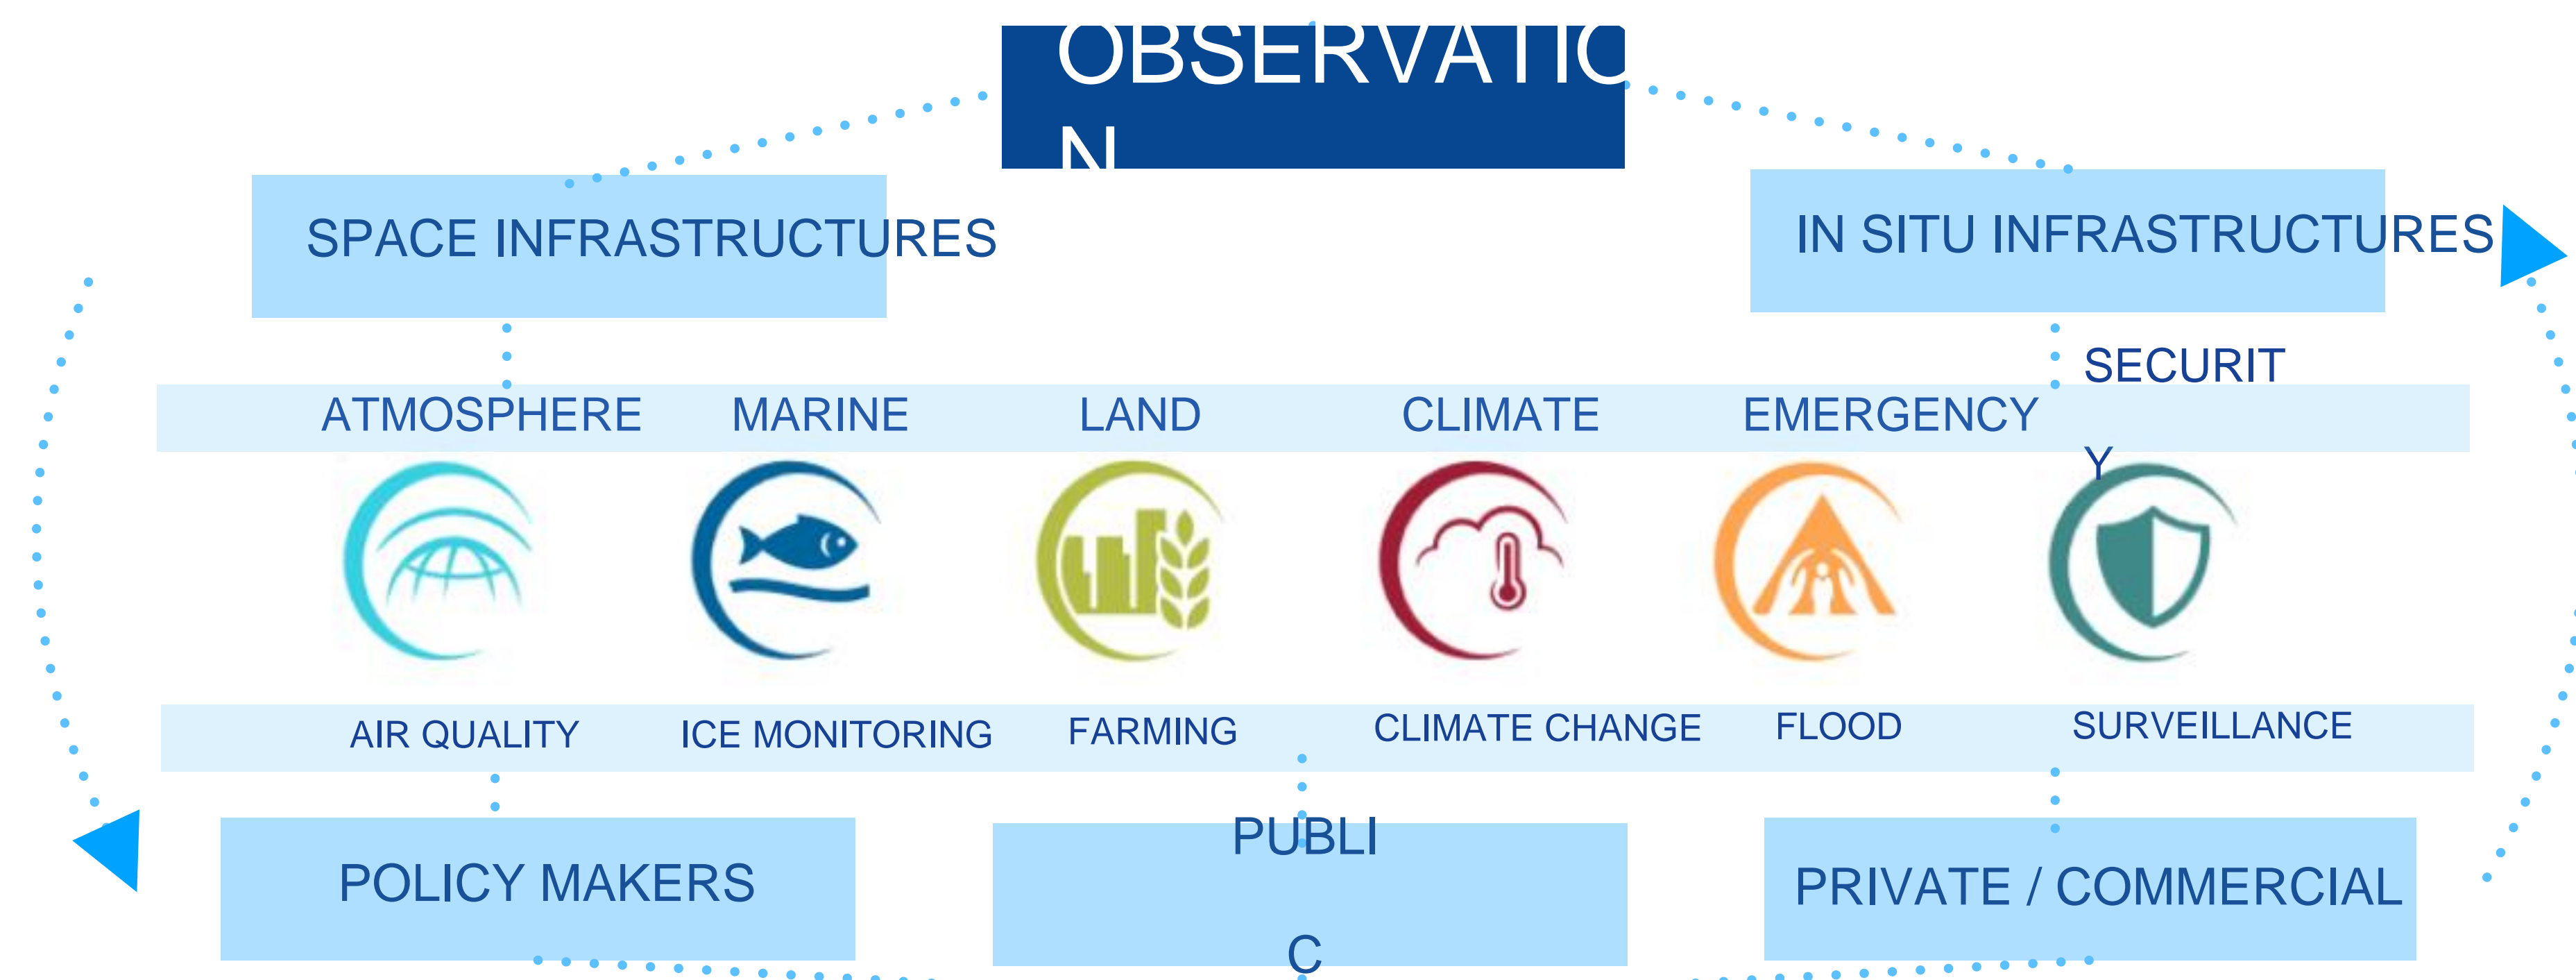 OBSERVATIO
N
SPACE INFRASTRUCTURES
IN SITU INFRASTRUCTURES
ATMOSPHERE
MARINE
LAND
CLIMATE
EMERGENCY
SECURIT
Y
AIR QUALITY
ICE MONITORING
FARMING
CLIMATE CHANGE
FLOOD
SURVEILLANCE
POLICY MAKERS
PUBLI
C
PRIVATE / COMMERCIAL